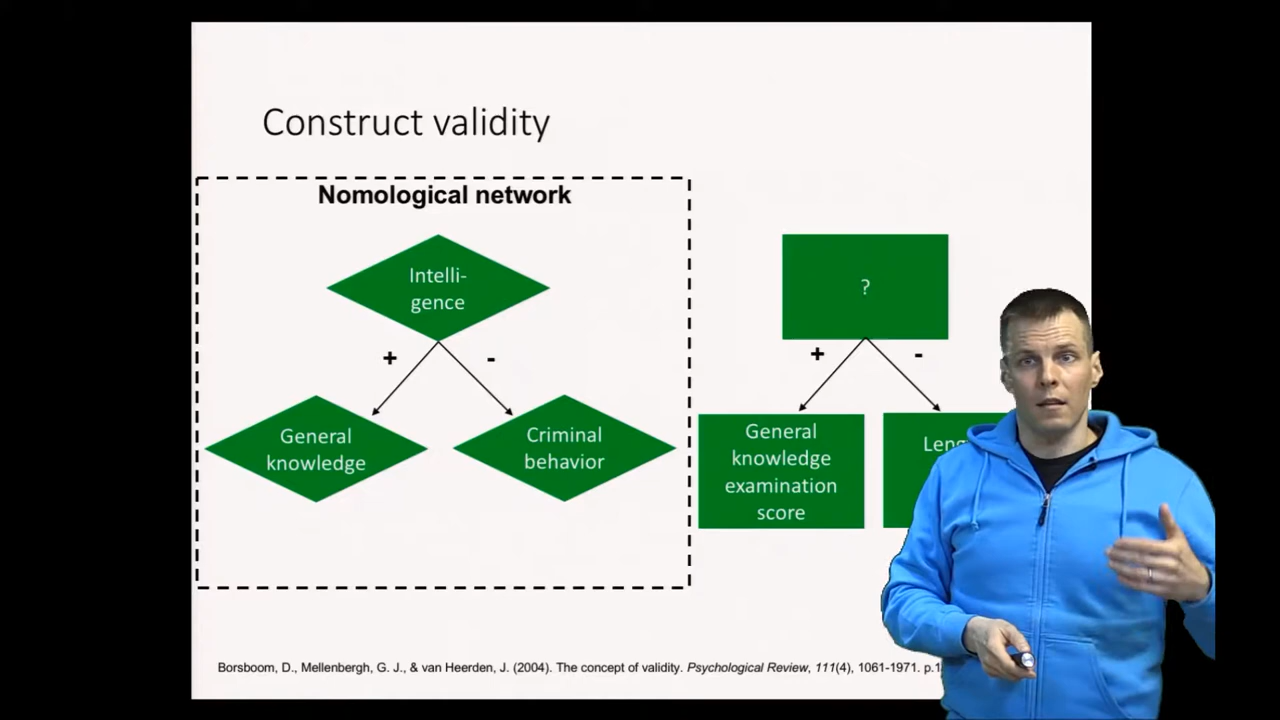 Construct validity
Nomological network
Intelli-
gence
?
+
-
+
-
General
knowledge
Criminal
behavior
General
knowledge
examination
score
Borsboom, D., Mellenbergh, G. J., & van Heerden, J. (2004). The concept of validity. Psychological Review, 111(4), 1061-1971.